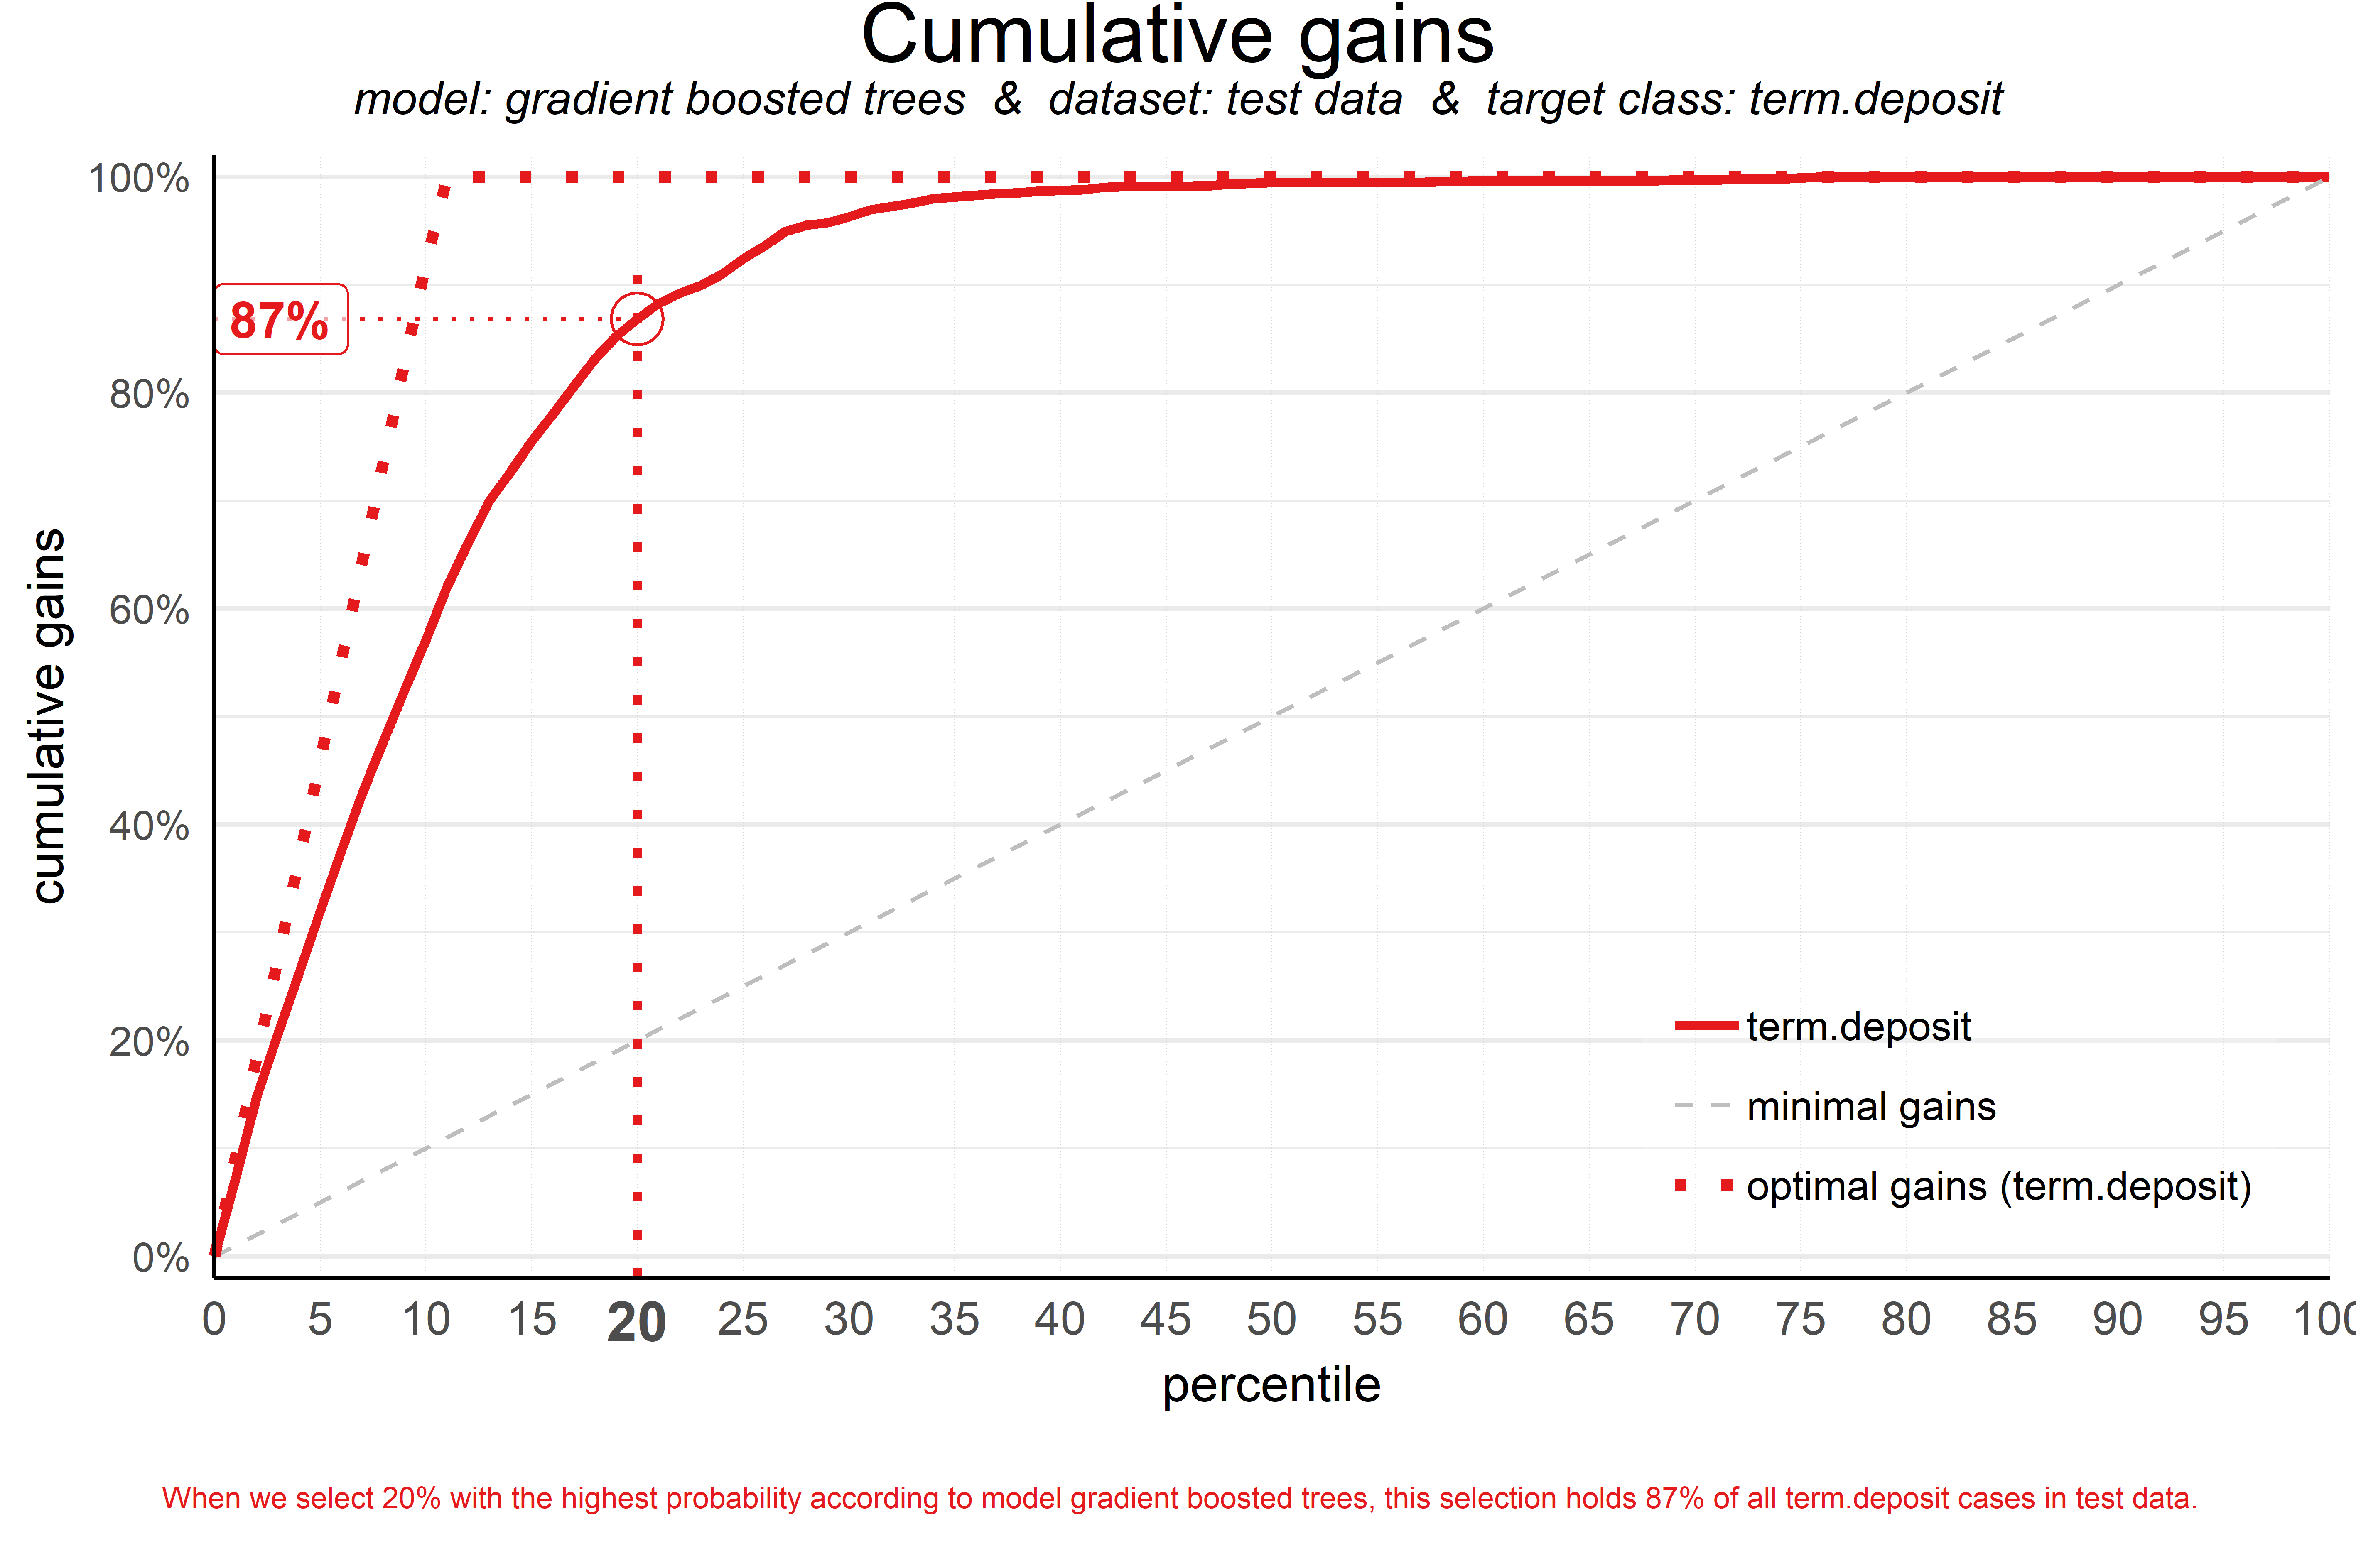 Cumulative gains
model: gradient boosted trees & dataset: test data & target class: term.deposit
100%
87%
80%
60%
40%
20%
0%
cumulative gains
term.deposit
minimal gains
optimal gains (term.deposit)
0 5 10 15 20 25 30 35 40 45 50 55 60 65 70 75 80 85 90 95 100
percentile
When we select 20% with the highest probability according to model gradient boosted trees, this selection holds 87% of all term.deposit cases in test data.